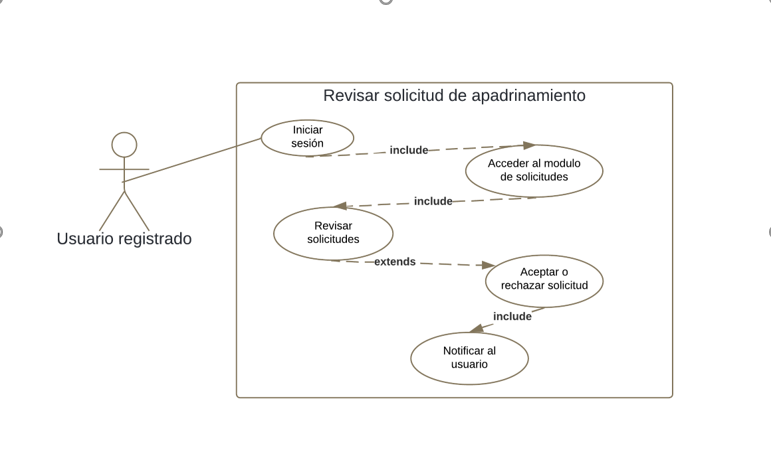 Revisar solicitud de apadrinamiento
Iniciar
sesión
include
Acceder al modulo
de solicitudes
include
Revisar
solicitudes
Usuario registrado
extends
Aceptar o
rechazar solicitud
include
Notificar al
usuario